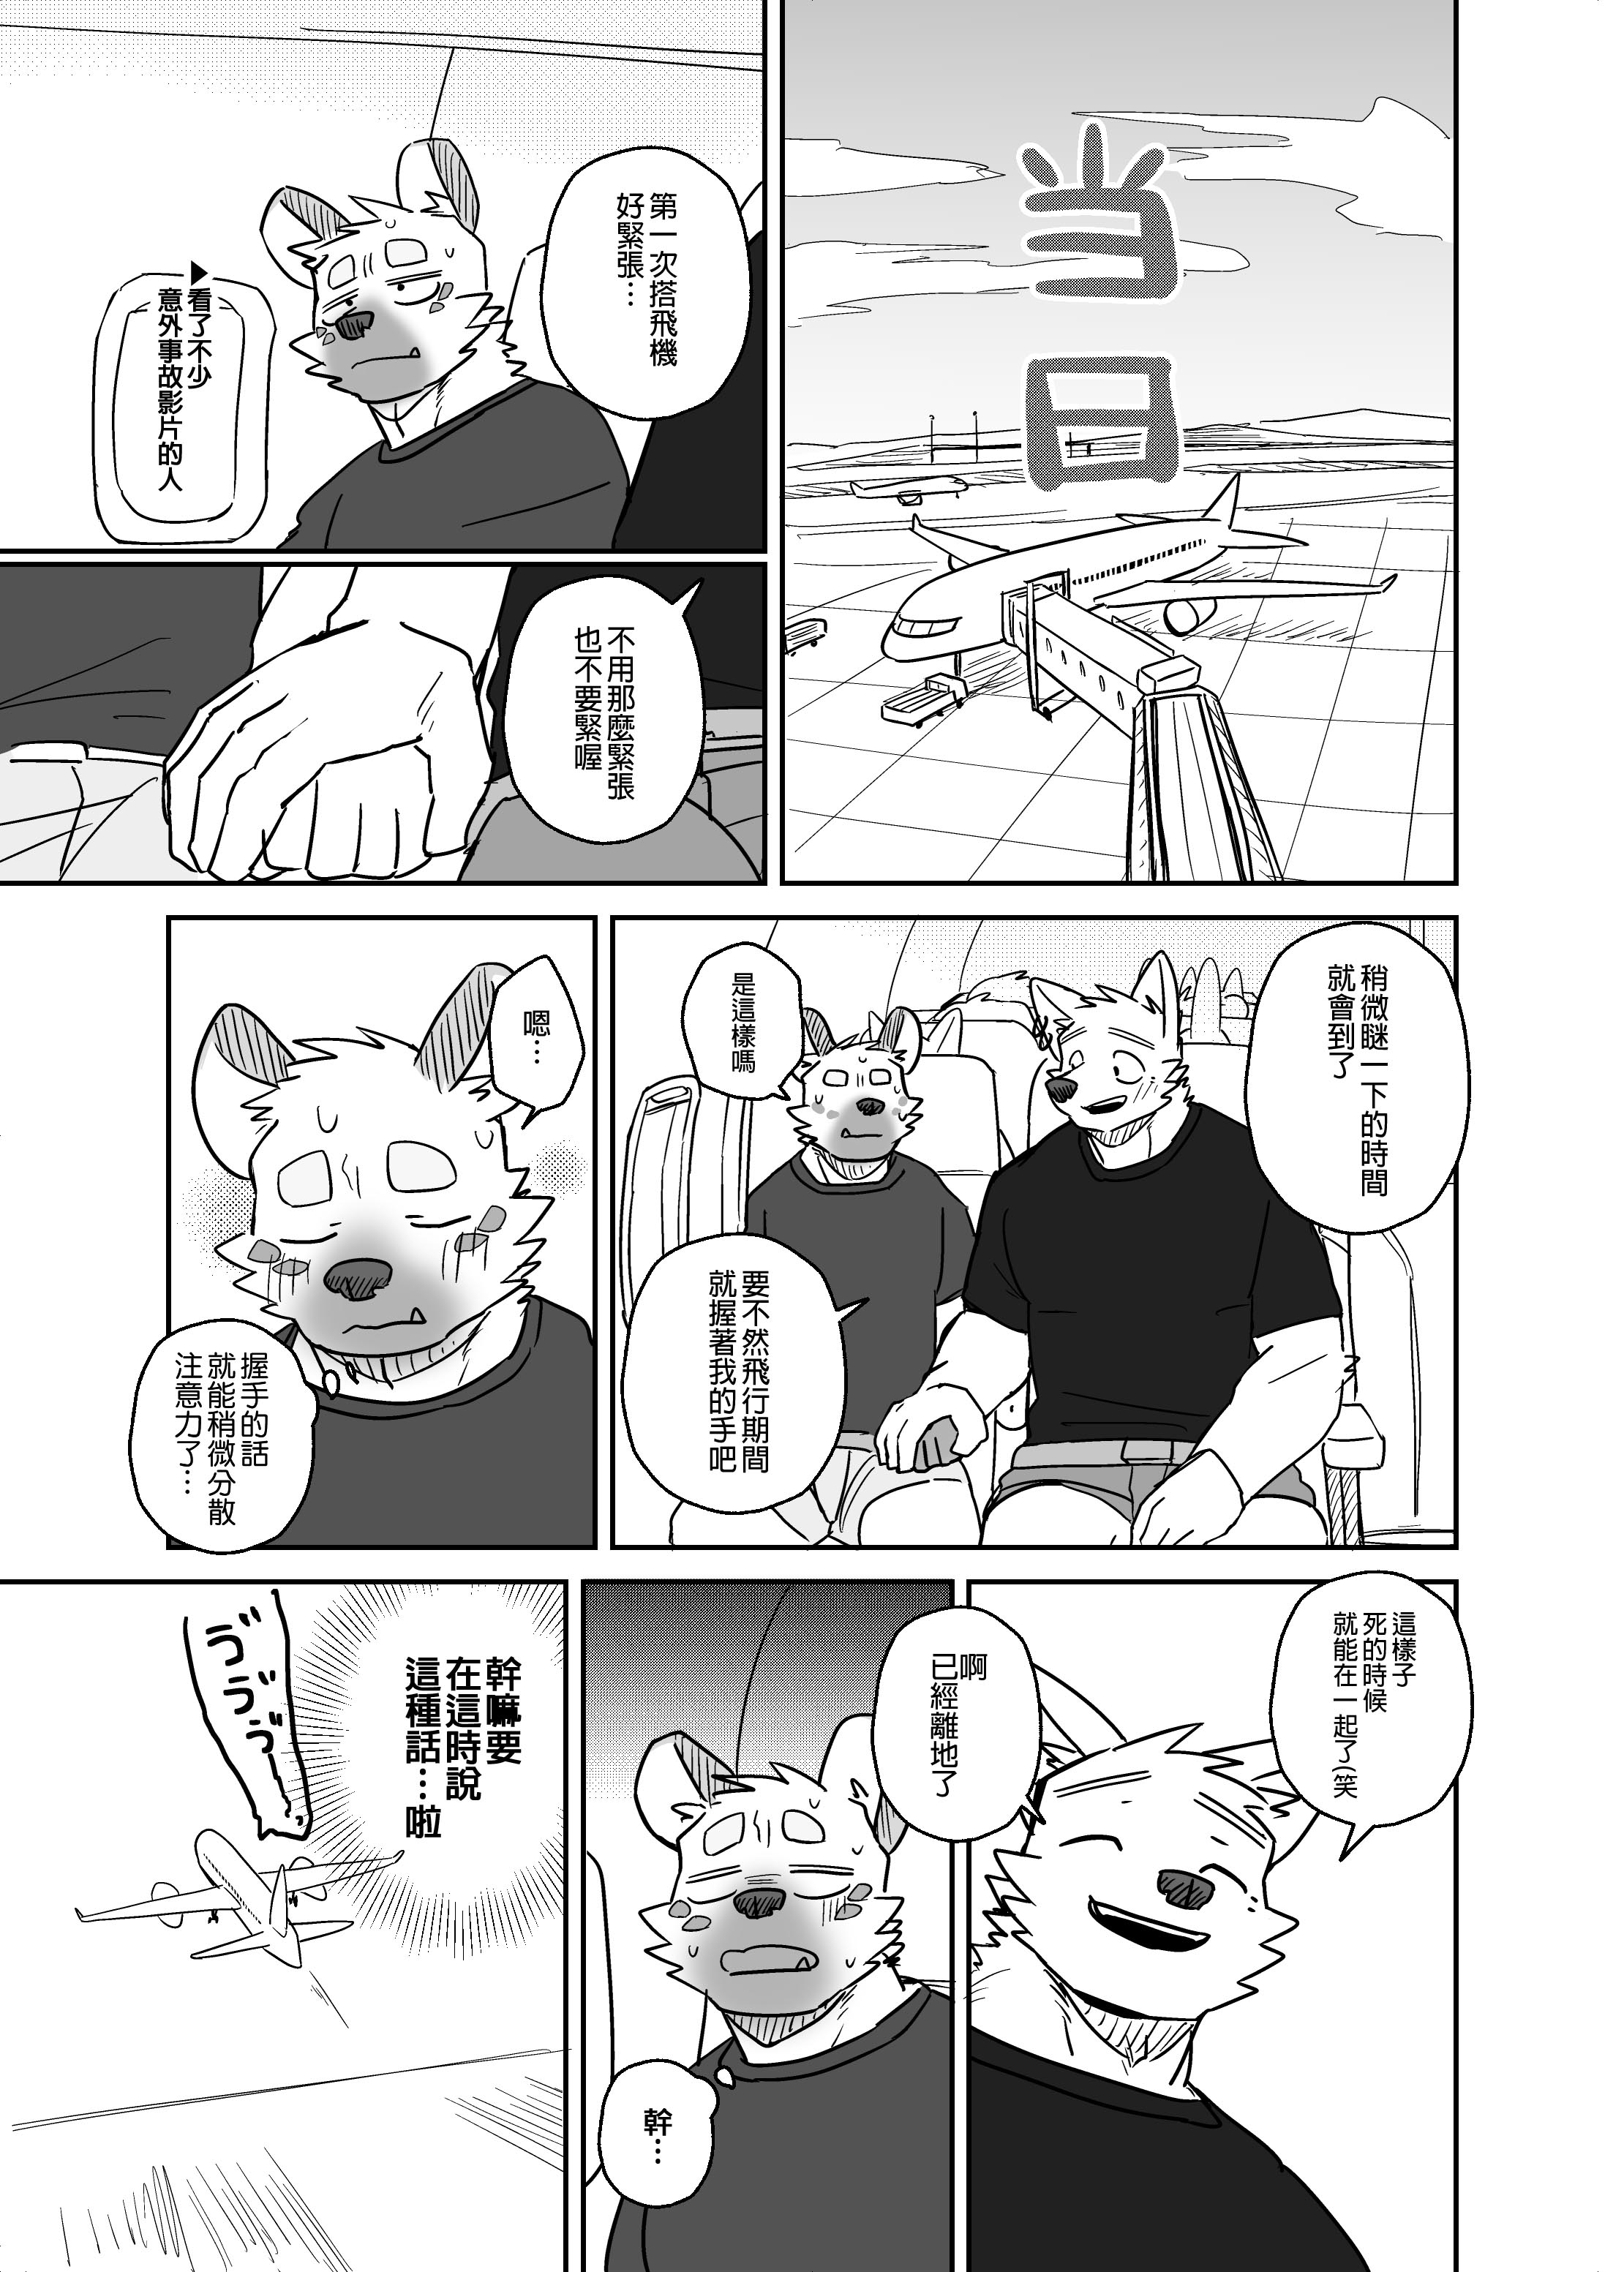 当日
第一次搭飛機
好緊張…
▶看了不少
意外事故影片的人
不用那麼緊張
也不要緊喔
稍微瞇一下的時間
就會到了
是這樣嗎
要不然飛行期間
就握著我的手吧
嗯…
握手的話
就能稍微分散
注意力了…
這樣子
死的時候
就能在一起了(笑
啊
已經離地了
幹…
幹嘛要
在這時說
這種話…啦
ゔゔゔ…